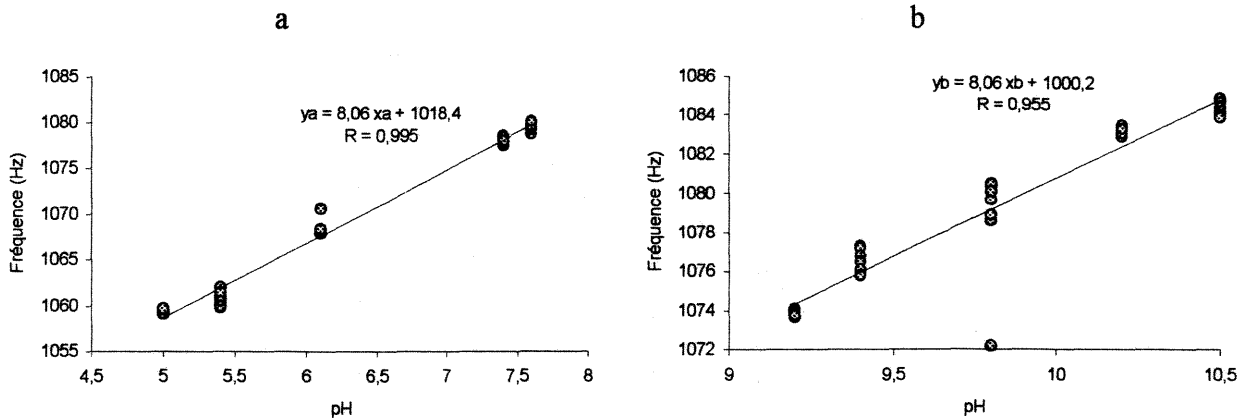 a
Fréquence (Hz)
1085
1080
1075
1070
1065
1060
1055
4,5 5 5,5 6 6,5 7 7,5 8
pH
ya = 8,06 xa + 1018,4
R = 0,995
b
Fréquence (Hz)
1086
1084
1082
1080
1078
1076
1074
1072
9 9,5 10 10,5
pH
yb = 8,06 xb + 1000,2
R = 0,955